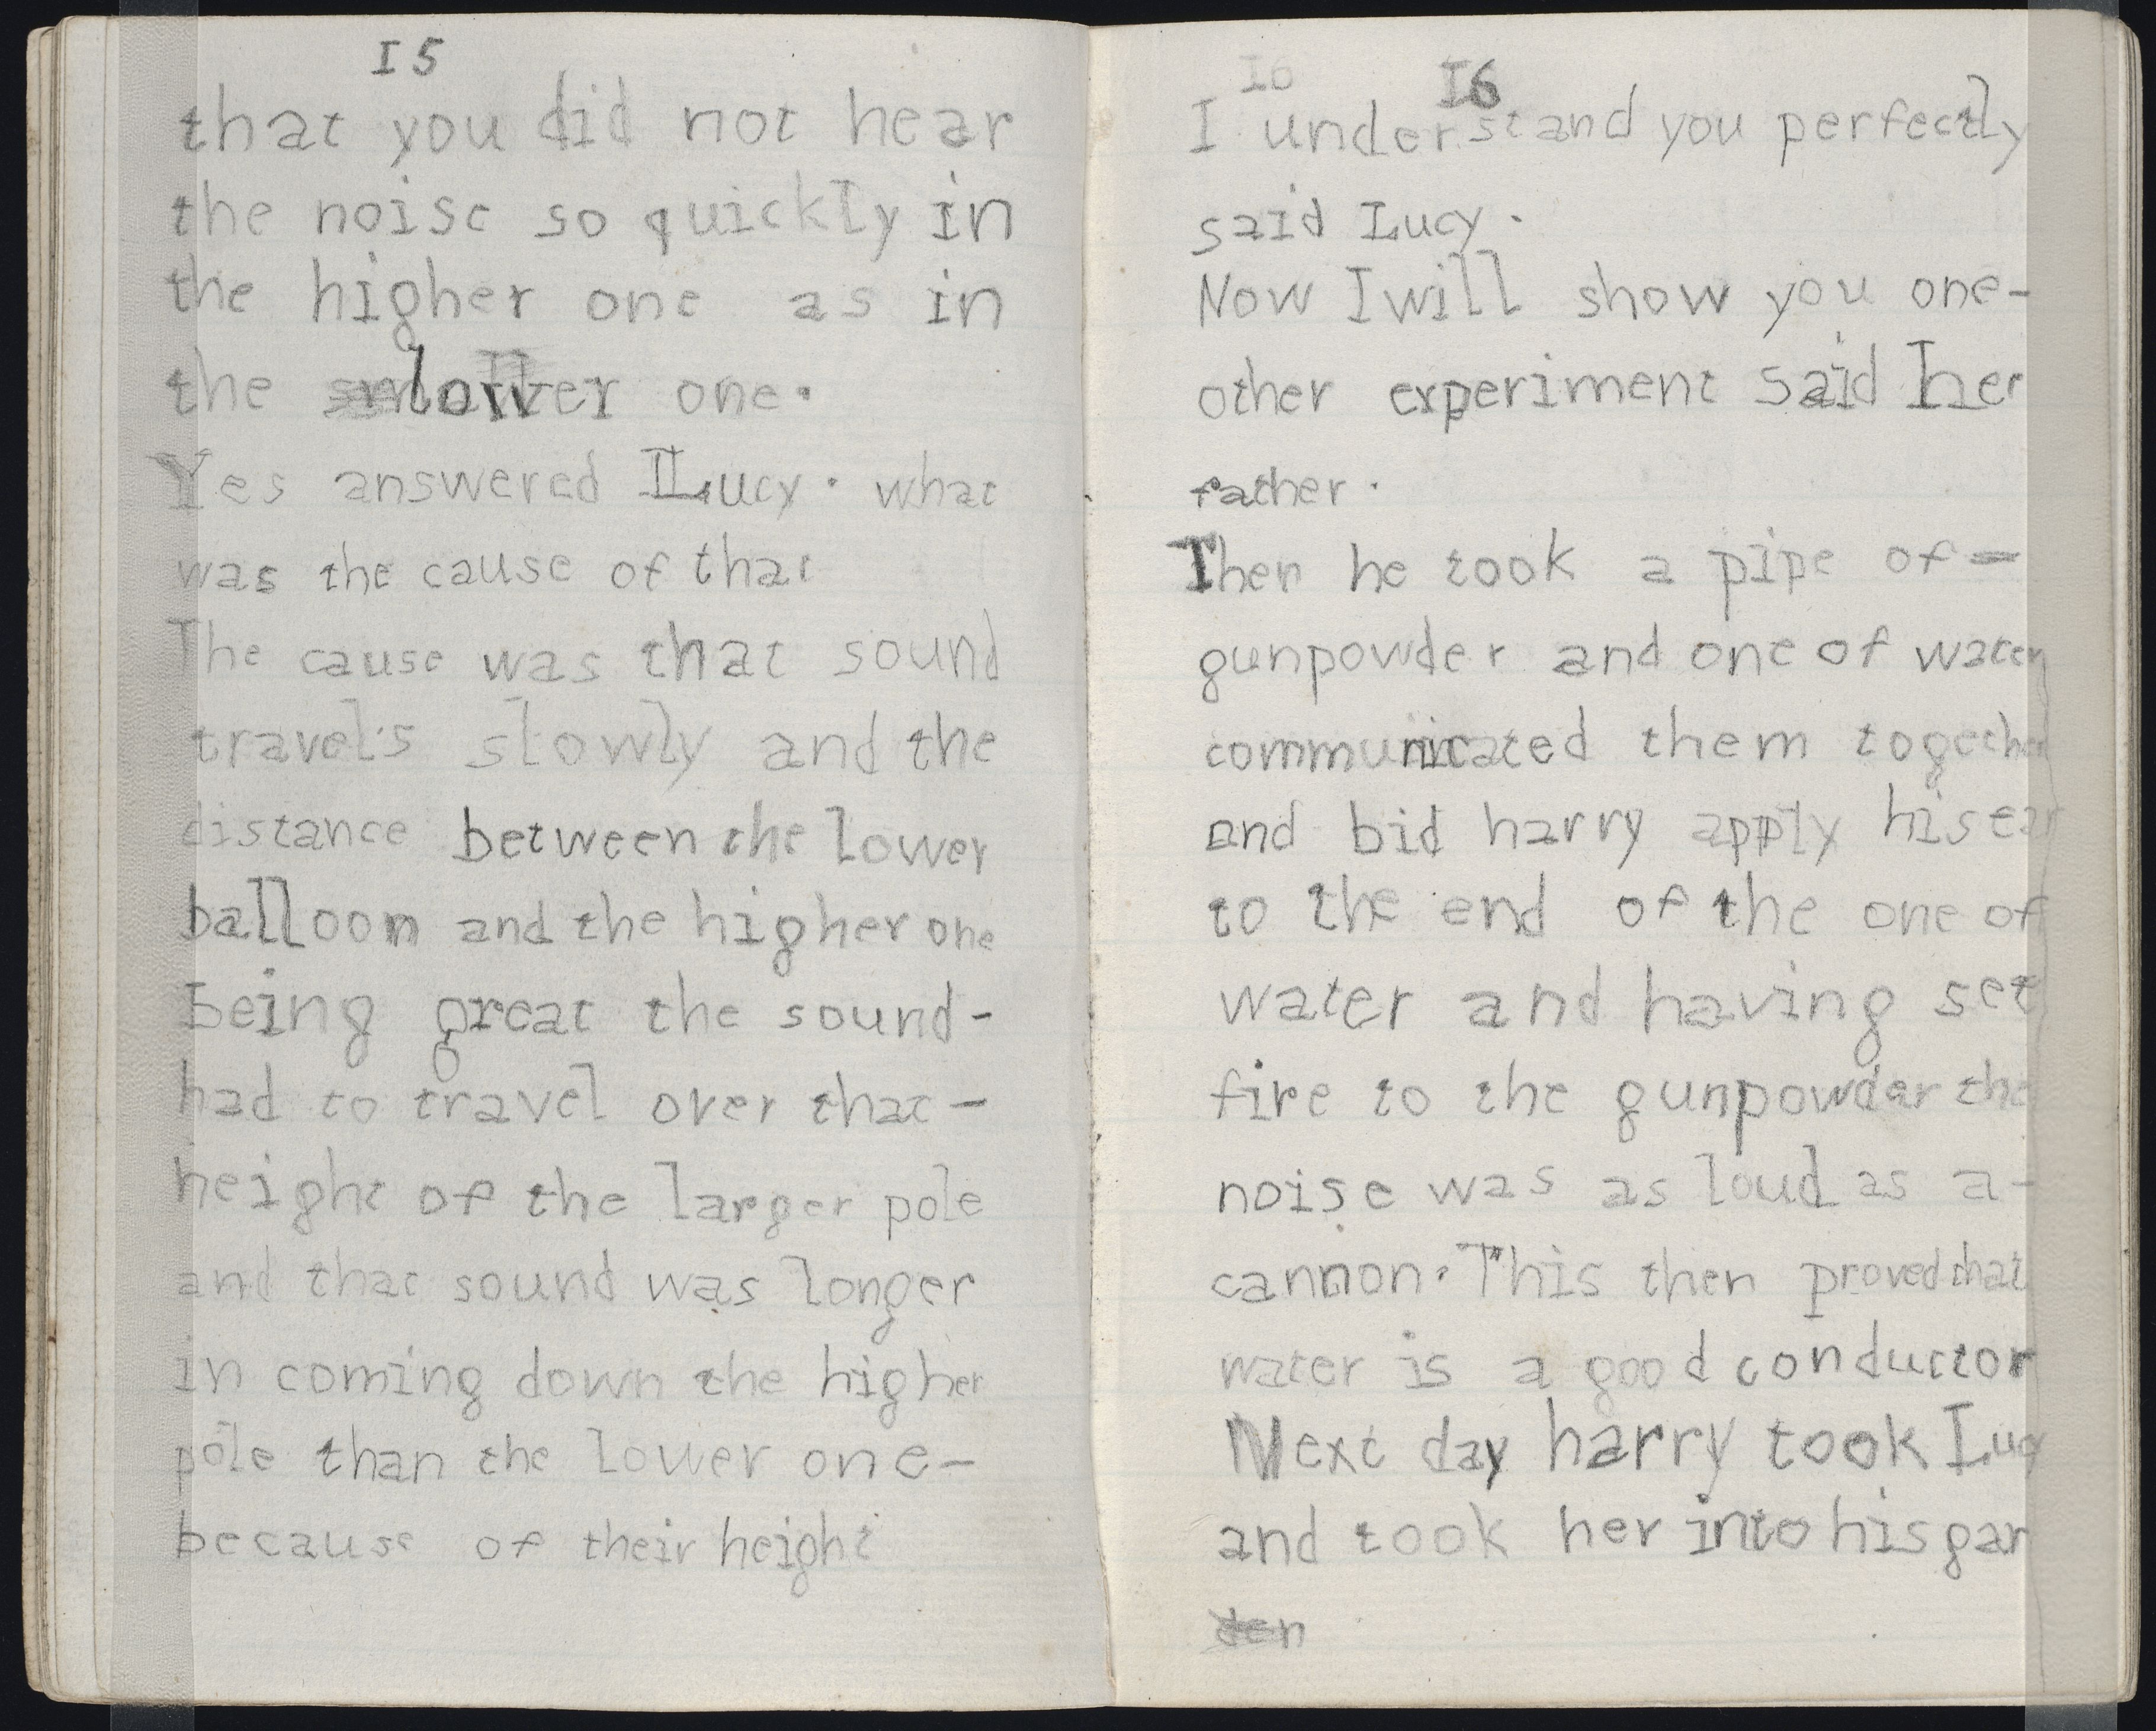 15
that you did not hear
the noise so quickly in
the higher one as in
the lower one.
Yes answered Lucy. what
was the cause of that
The cause was that sound
travels slowly and the
distance between the lower
balloon and the higher one
being great the sound-
had to travel over that-
height of the larger pole
and that sound was longer
in coming down the higher
pole than the lower one-
because of their height
16 16
I understand you perfectly
said Lucy.
Now I will show you one-
other experiment said her
father.
Then he took a pipe of-
gunpowder and one of water
communicated them together
and bid harry apply his ear
to the end of the one of
water and having set
fire to the gunpowder the
noise was as loud as a-
cannon. This then proved that
water is a good conductor
Next day harry took Lucy
and took her into his gar
den